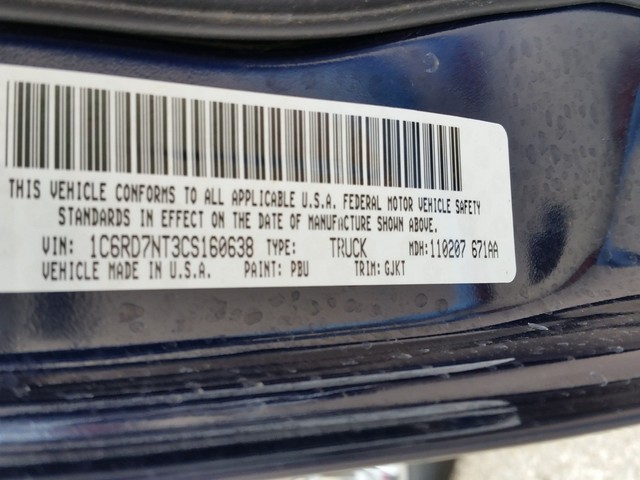 THIS VEHICLE CONFORMS TO ALL APPLICABLE U.S.A. FEDERAL MOTOR VEHICLE SAFETY
STANDARDS IN EFFECT ON THE DATE OF MANUFACTURE SHOWN ABOVE.
VIN: 1C6RD7NT3CS160638 TYPE: TRUCK MDH:110207 671AA
VEHICLE MADE IN U.S.A. PAINT: PBU TRIM: GJKT